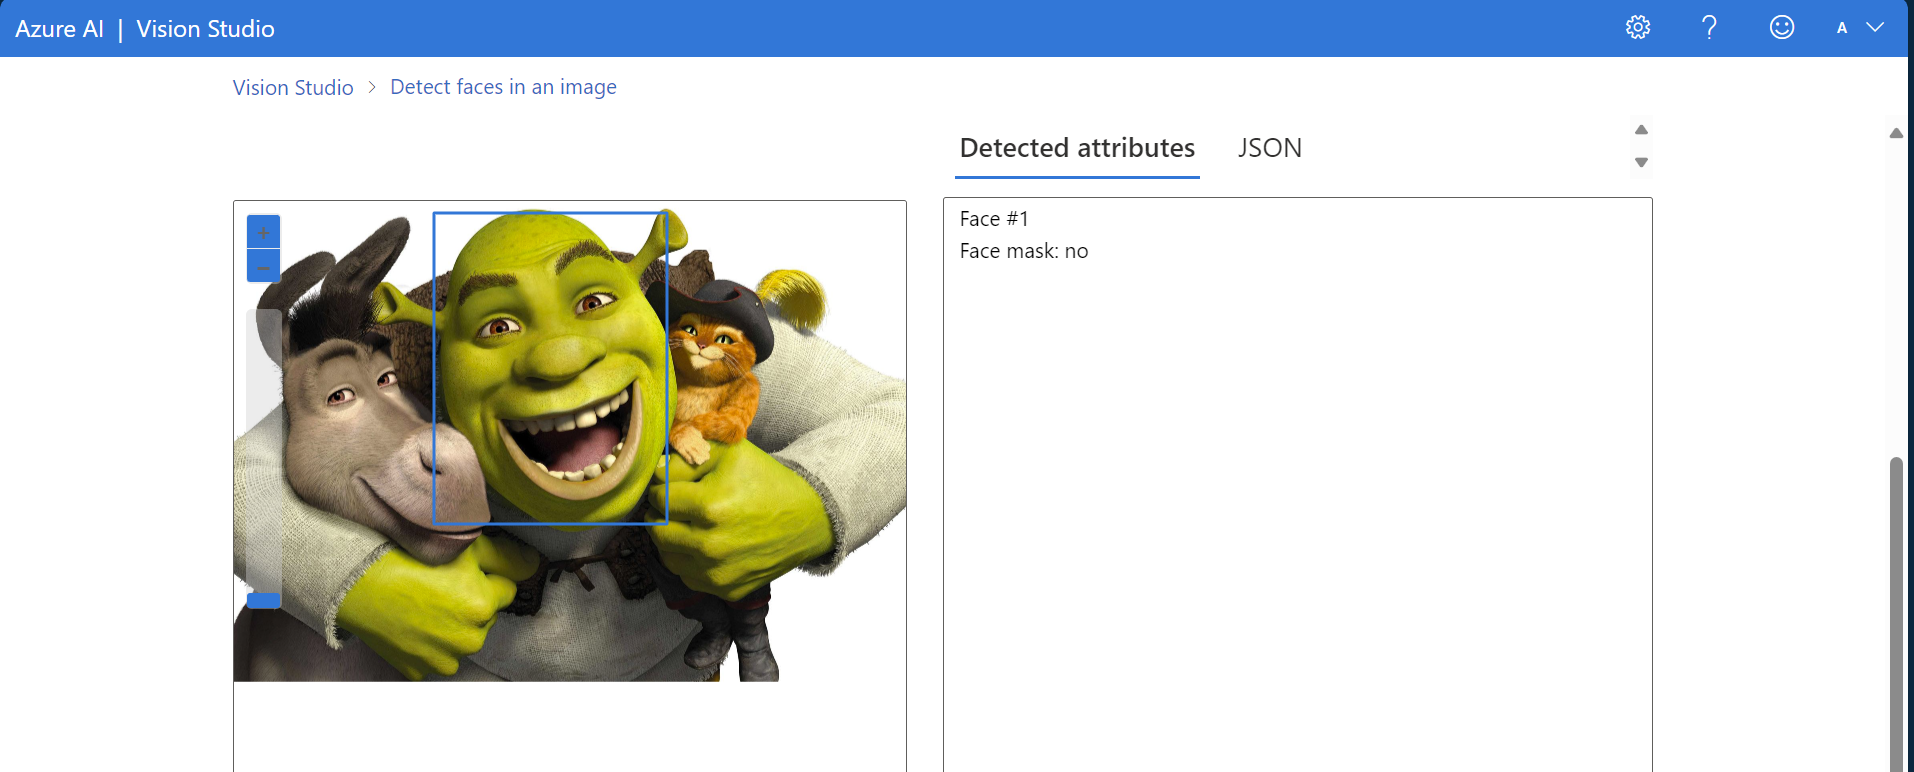 Azure AI | Vision Studio
A
Vision Studio > Detect faces in an image
Detected attributes
JSON
+
−
Face #1
Face mask: no